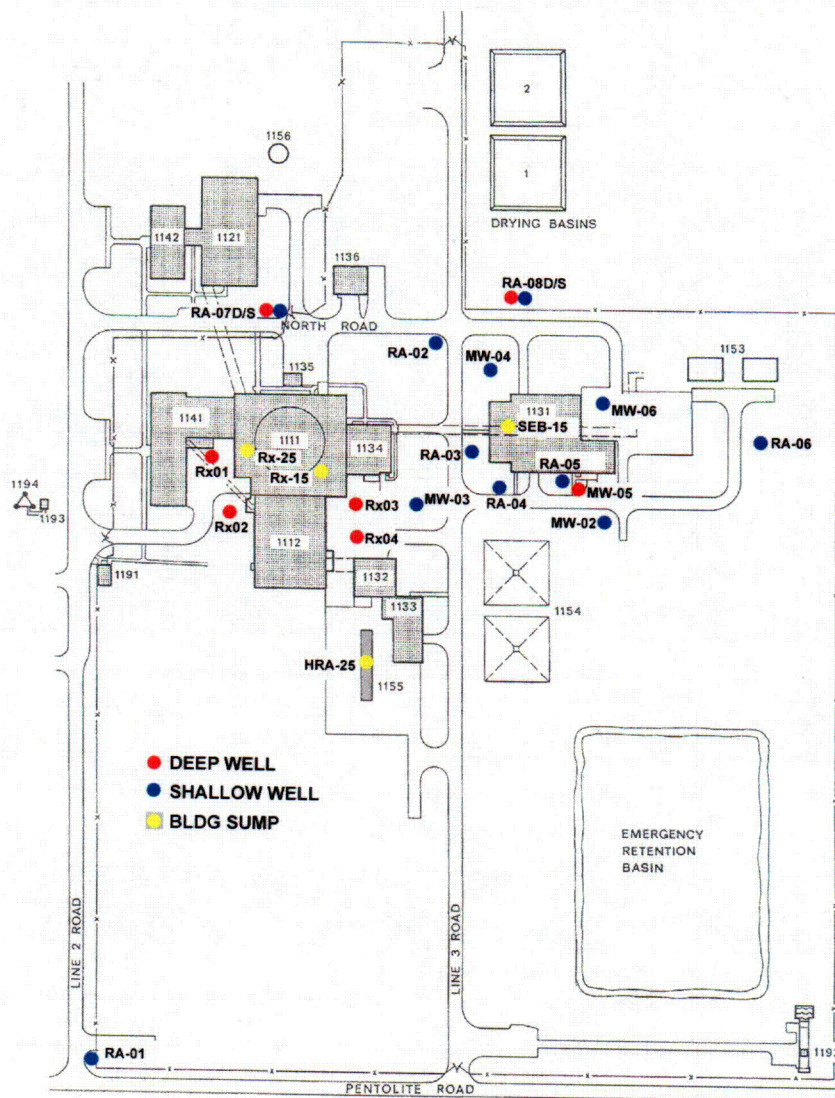 2
1156
1
DRYING BASINS
1142
1121
1136
RA-08D/S
RA-07D/S
NORTH ROAD
RA-02
MW-04
1153
1135
1141
1131
MW-06
1111
SEB-15
1134
RA-03
RA-06
Rx-25
Rx01
Rx-15
RA-05
1194
1193
Rx03
MW-03
RA-04
MW-05
Rx02
MW-02
Rx04
1112
1191
1132
1133
1154
HRA-25
1155
DEEP WELL
SHALLOW WELL
BLDG SUMP
EMERGENCY
RETENTION
BASIN
LINE 2 ROAD
LINE 3 ROAD
RA-01
PENTOLITE ROAD